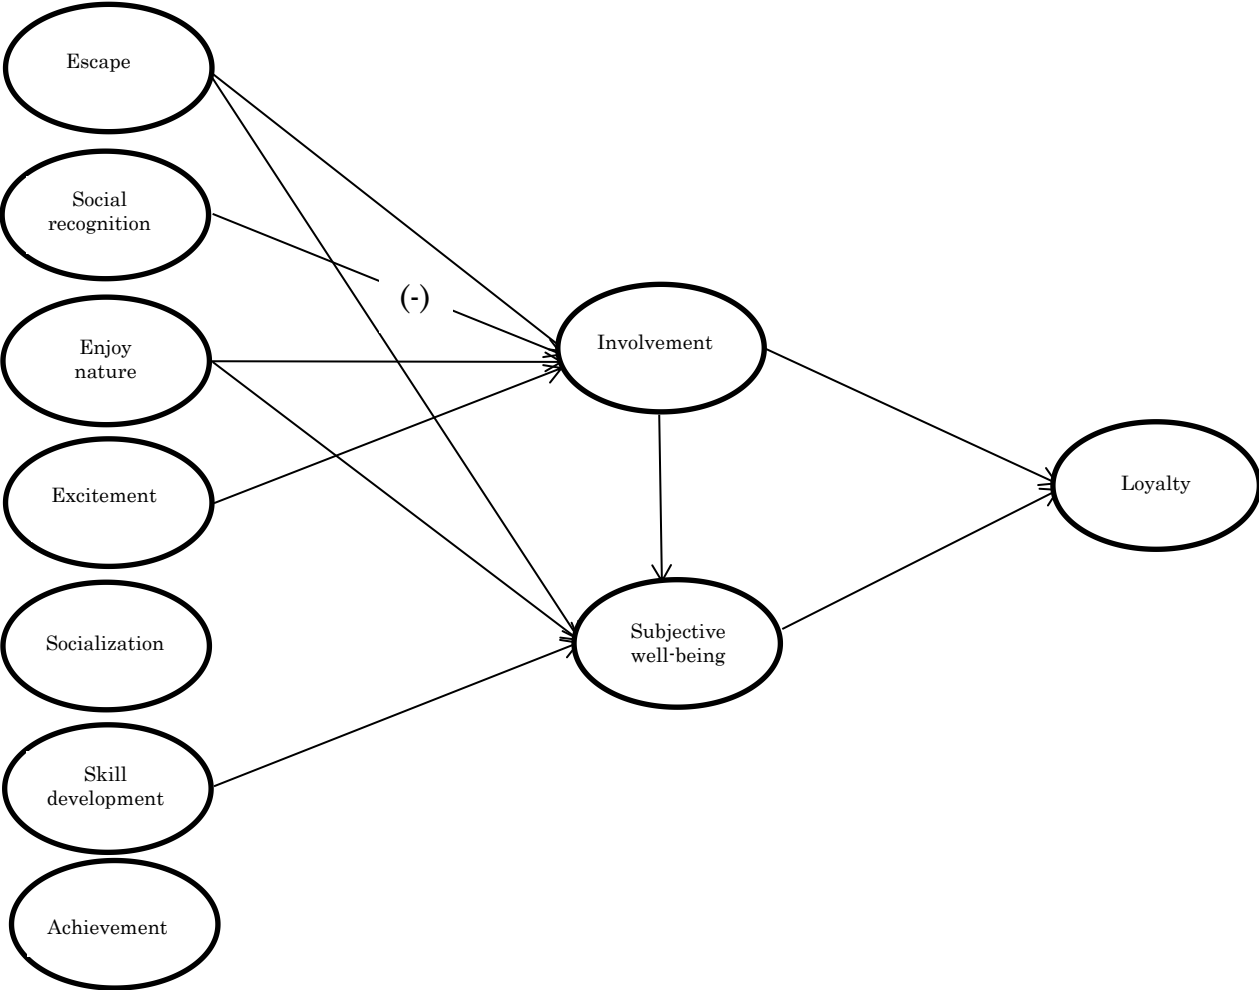 Escape
Social
recognition
(-)
Enjoy
nature
Involvement
Excitement
Loyalty
Socialization
Subjective
well-being
Skill
development
Achievement